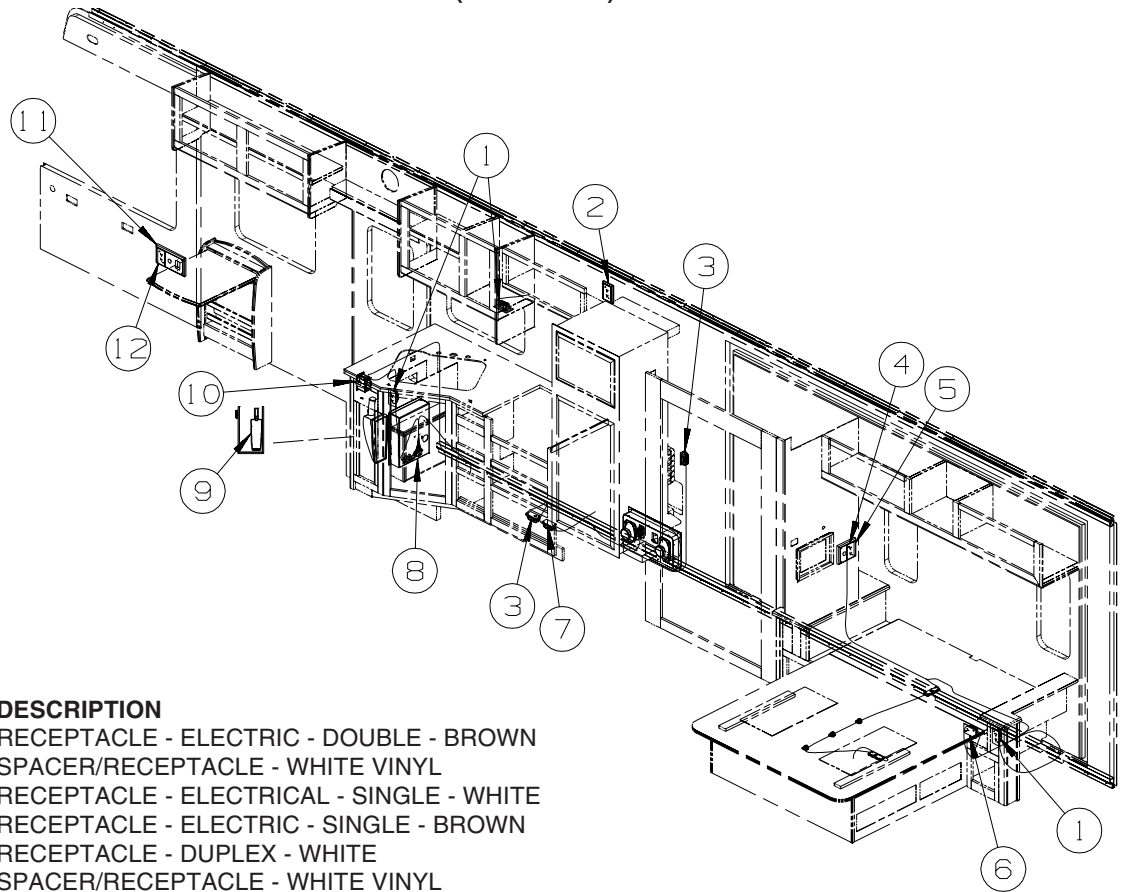 11
1
2
3
12
4
5
10
9
8
3
7
1
6
DESCRIPTION
RECEPTACLE - ELECTRIC - DOUBLE - BROWN
SPACER/RECEPTACLE - WHITE VINYL
RECEPTACLE - ELECTRICAL - SINGLE - WHITE
RECEPTACLE - ELECTRIC - SINGLE - BROWN
RECEPTACLE - DUPLEX - WHITE
SPACER/RECEPTACLE - WHITE VINYL